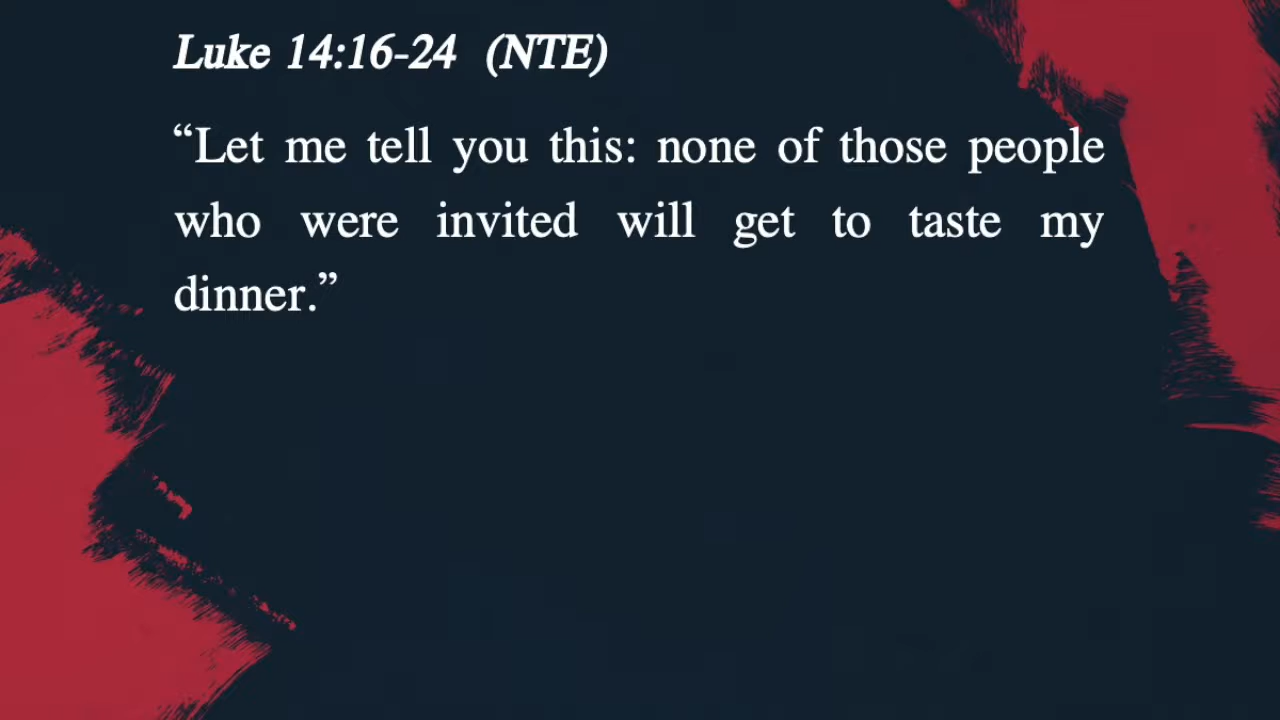 Luke 14:16-24 (NTE)
“Let me tell you this: none of those people
who were invited will get to taste my
dinner.”